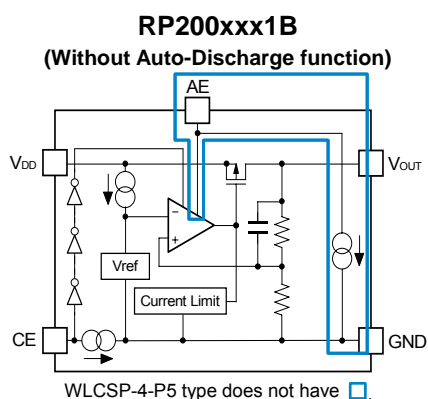 RP200xxx1B
(Without Auto-Discharge function)
AE
VDD
VOUT
−
+
Vref
Current Limit
CE
GND
WLCSP-4-P5 type does not have .